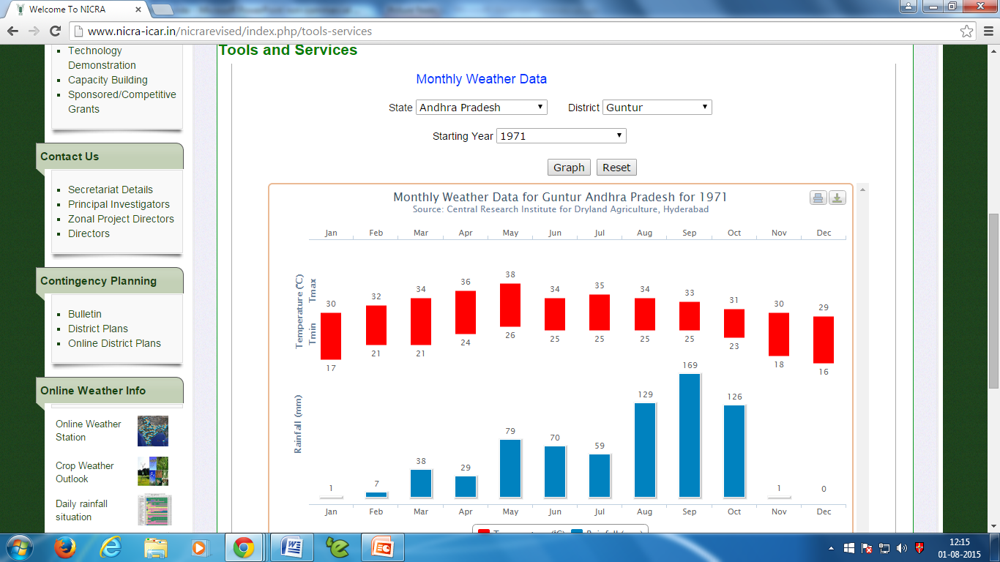 Welcome To NICRA
www.nicra-icar.in/nicrarevised/index.php/tools-services
Technology
Demonstration
Capacity Building
Sponsored/Competitive
Grants
Contact Us
Secretariat Details
Principal Investigators
Zonal Project Directors
Directors
Contingency Planning
Bulletin
District Plans
Online District Plans
Online Weather Info
Online Weather
Station
Crop Weather
Outlook
Daily rainfall
situation
Tools and Services
Monthly Weather Data
State Andhra Pradesh District Guntur
Starting Year 1971
Graph Reset
Monthly Weather Data for Guntur Andhra Pradesh for 1971
Source: Central Research Institute for Dryland Agriculture, Hyderabad
Jan Feb Mar Apr May Jun Jul Aug Sep Oct Nov Dec
Temperature (℃)
Tmin Tmax
30 32 34 36 38 34 35 34 33 31 30 29
17 21 21 24 26 25 25 25 25 23 18 16
Rainfall (mm)
1 7 38 29 79 70 59 129 169 126 1 0
Jan Feb Mar Apr May Jun Jul Aug Sep Oct Nov Dec
12:15
01-08-2015